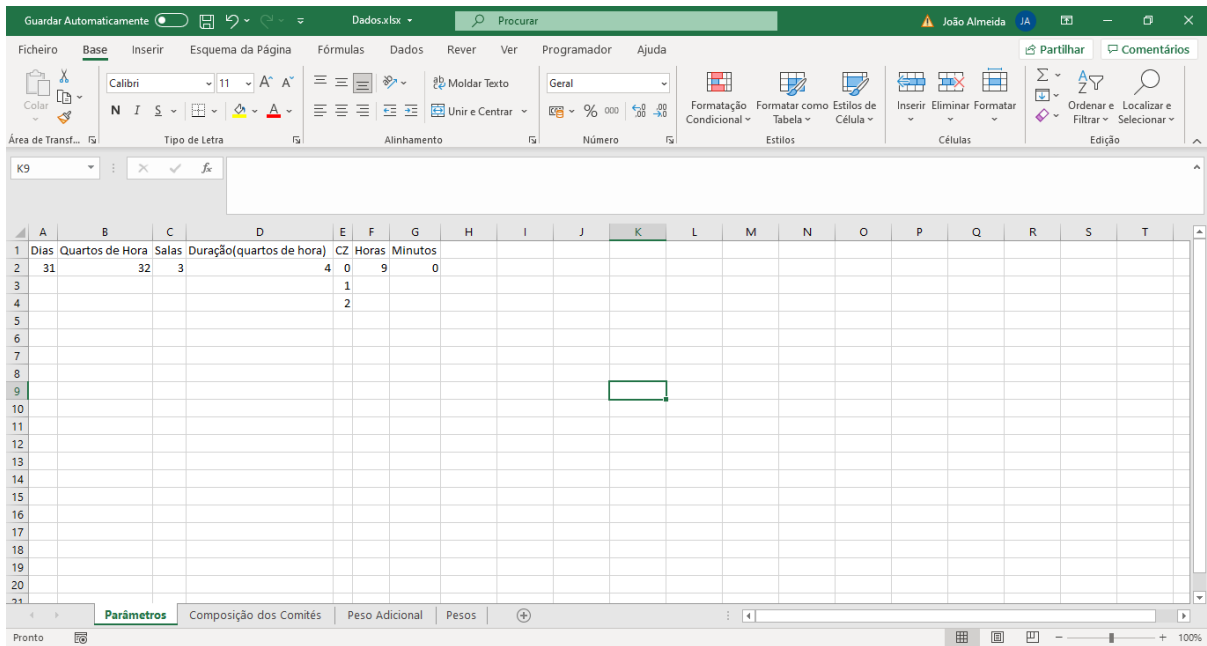 Guardar Automaticamente Dados.xlsx Procurar João Almeida JA
Ficheiro Base Inserir Esquema da Página Fórmulas Dados Rever Ver Programador Ajuda Partilhar Comentários
Colar
Área de Transf...
Calibri 11 A^ A˅
N I S A
Tipo de Letra
ab Moldar Texto
Unir e Centrar
Alinhamento
Geral
% 000 ,00
Número
Formatação Condicional
Formatar como Tabela
Estilos de Célula
Estilos
Inserir Eliminar Formatar
Células
Ordenar e Filtrar
Localizar e Selecionar
Edição
K9 fx
A B C D E F G H I J K L M N O P Q R S T
1 Dias Quartos de Hora Salas Duração(quartos de hora) CZ Horas Minutos
2 31 32 3 4 0 9 0
3 1
4 2
5
6
7
8
9
10
11
12
13
14
15
16
17
18
19
20
21
Parâmetros Composição dos Comités Peso Adicional Pesos
Pronto 100%